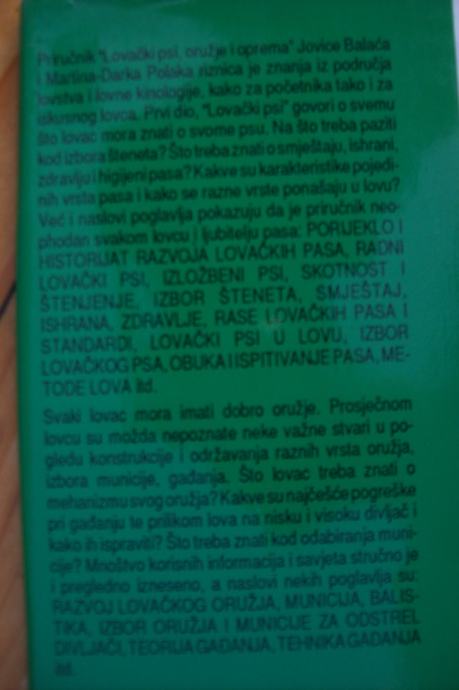 Priručnik "Lovački psi, oružje i oprema" Jovice Balaća
i Martina-Darka Polaka riznica je znanja iz područja
lovstva i lovne kinologije, kako za početnika tako i za
iskusnog lovca. Prvi dio, "Lovački psi" govori o svemu
što lovac mora znati o svome psu. Na što treba paziti
kod izbora šteneta? Što treba znati o smještaju, ishrani,
zdravlju i higijeni pasa? Kakve su karakteristike pojedi-
nih vrsta pasa i kako se razne vrste ponašaju u lovu?
Već i naslovi poglavlja pokazuju da je priručnik neo-
phodan svakom lovcu i ljubitelju pasa: PORIJEKLO I
HISTORIJAT RAZVOJA LOVAČKIH PASA, RADNI
LOVAČKI PSI, IZLOŽBENI PSI, SKOTNOST I
ŠTENJENJE, IZBOR ŠTENETA, SMJEŠTAJ,
ISHRANA, ZDRAVLJE, RASE LOVAČKIH PASA I
STANDARDI, LOVAČKI PSI U LOVU, IZBOR
LOVAČKOG PSA, OBUKA I ISPITIVANJE PASA, ME-
TODE LOVA itd.
Svaki lovac mora imati dobro oružje. Prosječnom
lovcu su možda nepoznate neke važne stvari u po-
gledu konstrukcije i održavanja raznih vrsta oružja,
izbora municije, gađanja. Što lovac treba znati o
mehanizmu svog oružja? Kakve su najčešće pogreške
pri gađanju te prilikom lova na nisku i visoku divljač i
kako ih ispraviti? Što treba znati kod odabiranja muni-
cije? Mnoštvo korisnih informacija i savjeta stručno je
i pregledno izneseno, a naslovi nekih poglavlja su:
RAZVOJ LOVAČKOG ORUŽJA, MUNICIJA, BALIS-
TIKA, IZBOR ORUŽJA I MUNICIJE ZA ODSTREL
DIVLJAČI, TEORIJA GAĐANJA, TEHNIKA GAĐANJA
itd.